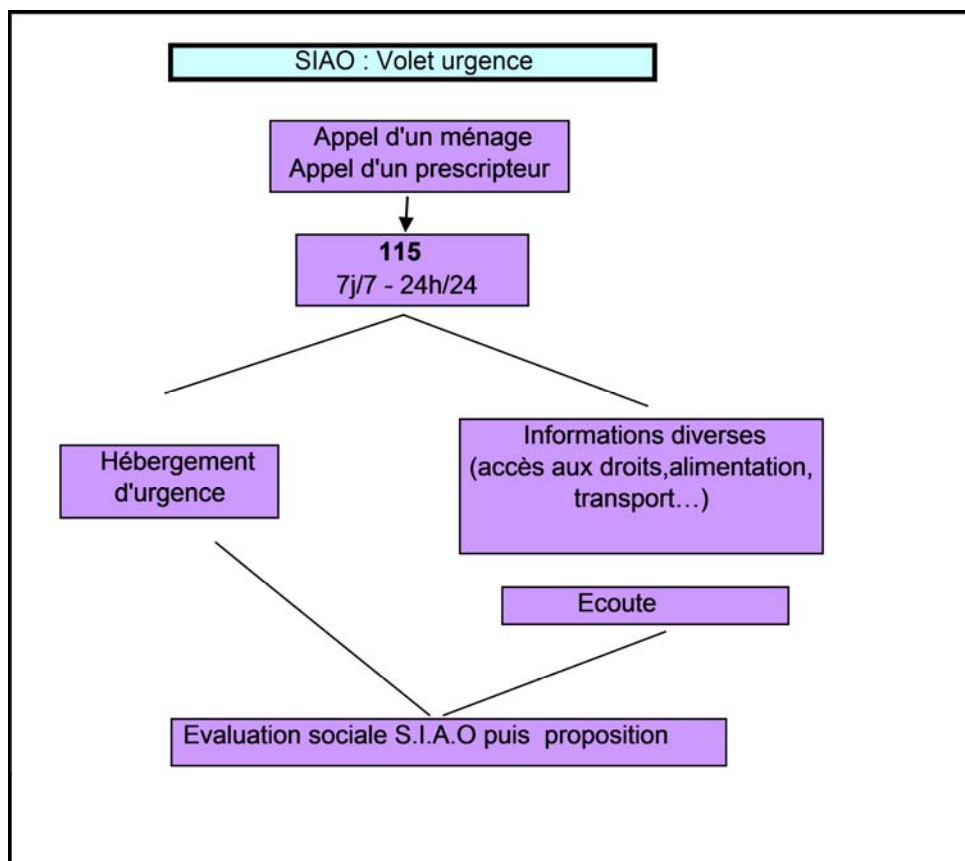 SIAO : Volet urgence
Appel d'un ménage
Appel d'un prescripteur
115
7j/7 - 24h/24
Hébergement
d'urgence
Informations diverses
(accès aux droits,alimentation,
transport…)
Ecoute
Evaluation sociale S.I.A.O puis proposition